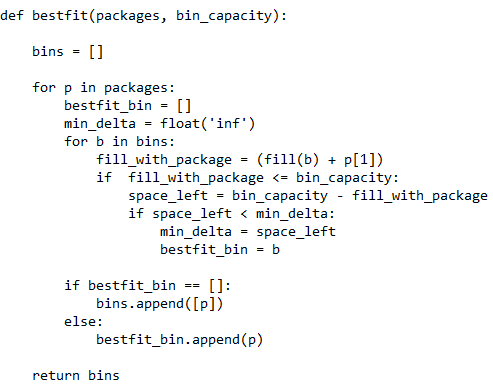 def bestfit(packages, bin_capacity):
    bins = []
    for p in packages:
        bestfit_bin = []
        min_delta = float('inf')
        for b in bins:
            fill_with_package = (fill(b) + p[1])
            if  fill_with_package <= bin_capacity:
                space_left = bin_capacity - fill_with_package
                if space_left < min_delta:
                    min_delta = space_left
                    bestfit_bin = b
        if bestfit_bin == []:
            bins.append([p])
        else:
            bestfit_bin.append(p)
    return bins